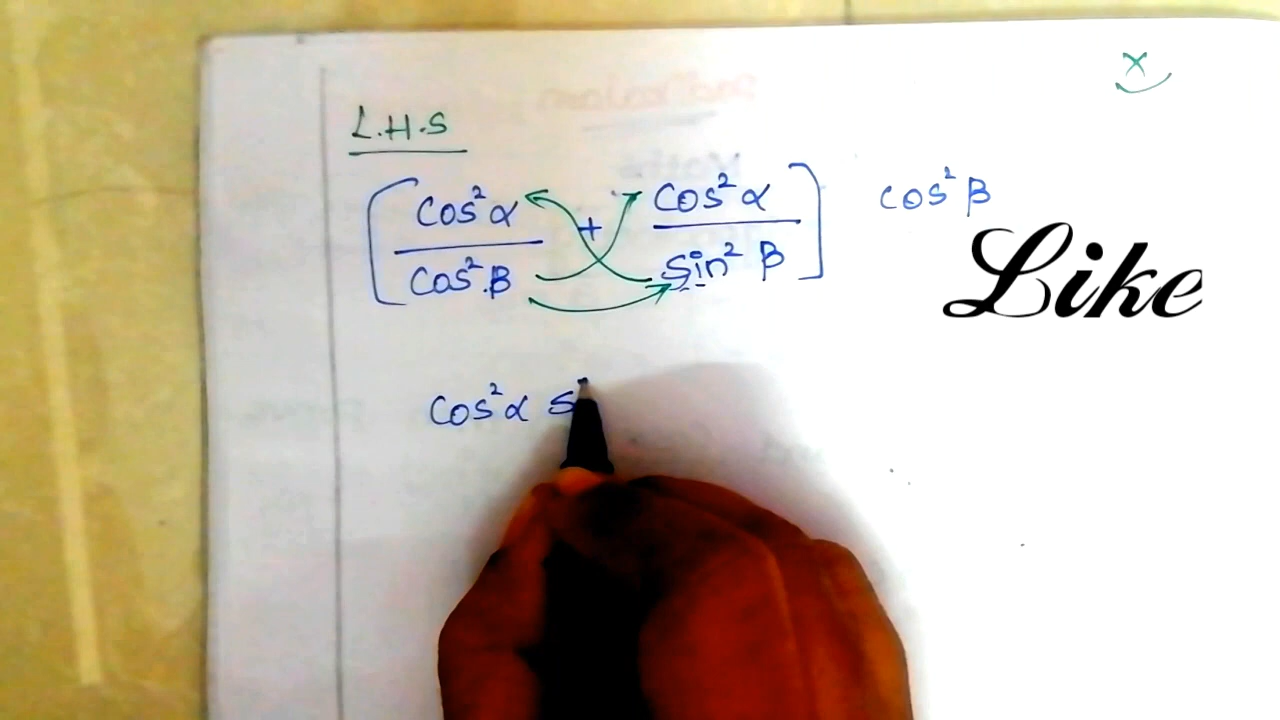 L.H.S
[ Cos²α / Cos²β + Cos²α / Sin²β ] cos²β
Like
cos²α s